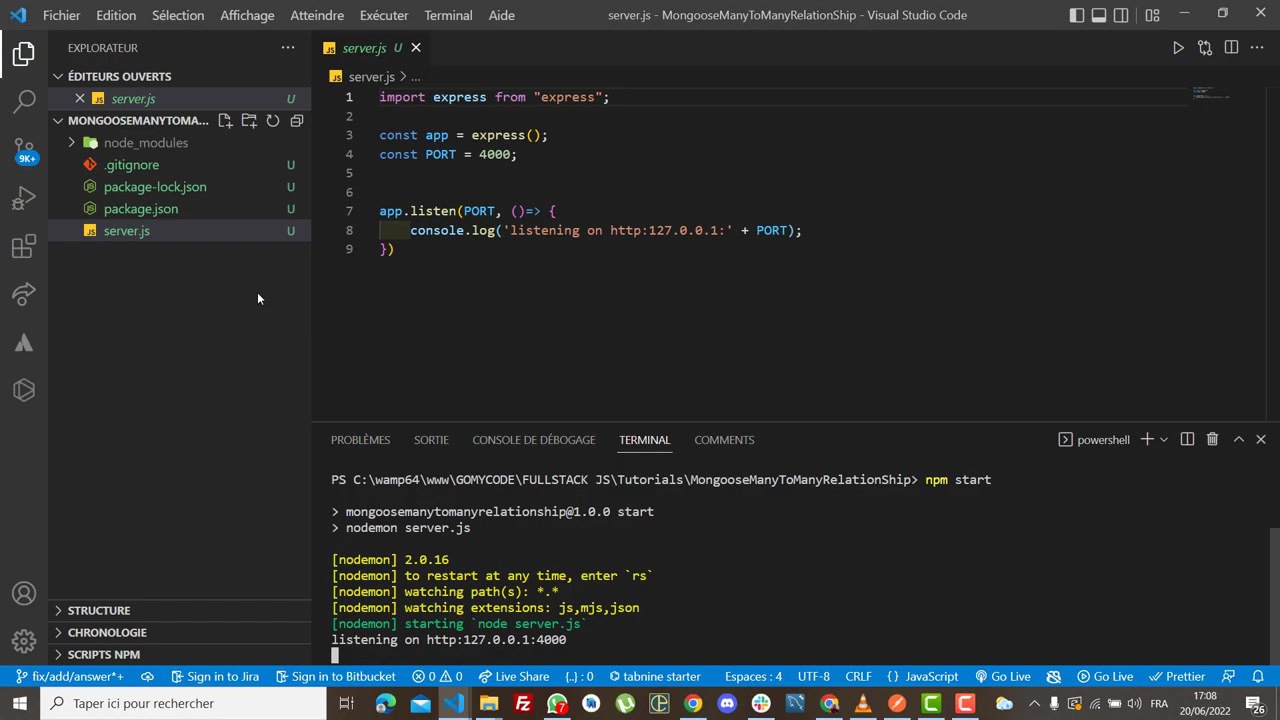 Fichier Edition Sélection Affichage Atteindre Exécuter Terminal Aide server.js - MongooseManyToManyRelationShip - Visual Studio Code
EXPLORATEUR
ÉDITEURS OUVERTS
JS server.js U
MONGOOSEMANYTOMA...
node_modules
.gitignore U
package-lock.json U
package.json U
JS server.js U
STRUCTURE
CHRONOLOGIE
SCRIPTS NPM
9K+
JS server.js U
JS server.js > ...
1 import express from "express";
2
3 const app = express();
4 const PORT = 4000;
5
6
7 app.listen(PORT, ()=> {
8 console.log('listening on http:127.0.0.1:' + PORT);
9 })
PROBLÈMES SORTIE CONSOLE DE DÉBOGAGE TERMINAL COMMENTS powershell
PS C:\wamp64\www\GOMYCODE\FULLSTACK JS\Tutorials\MongooseManyToManyRelationShip> npm start
> mongoosemanytomanyrelationship@1.0.0 start
> nodemon server.js
[nodemon] 2.0.16
[nodemon] to restart at any time, enter `rs`
[nodemon] watching path(s): *.*
[nodemon] watching extensions: js,mjs,json
[nodemon] starting `node server.js`
listening on http:127.0.0.1:4000
fix/add/answer*+ Sign in to Jira Sign in to Bitbucket 0 0 Live Share {..} : 0 tabnine starter Espaces : 4 UTF-8 CRLF {} JavaScript Go Live Go Live Prettier
Taper ici pour rechercher
7
FRA
17:08
20/06/2022
26